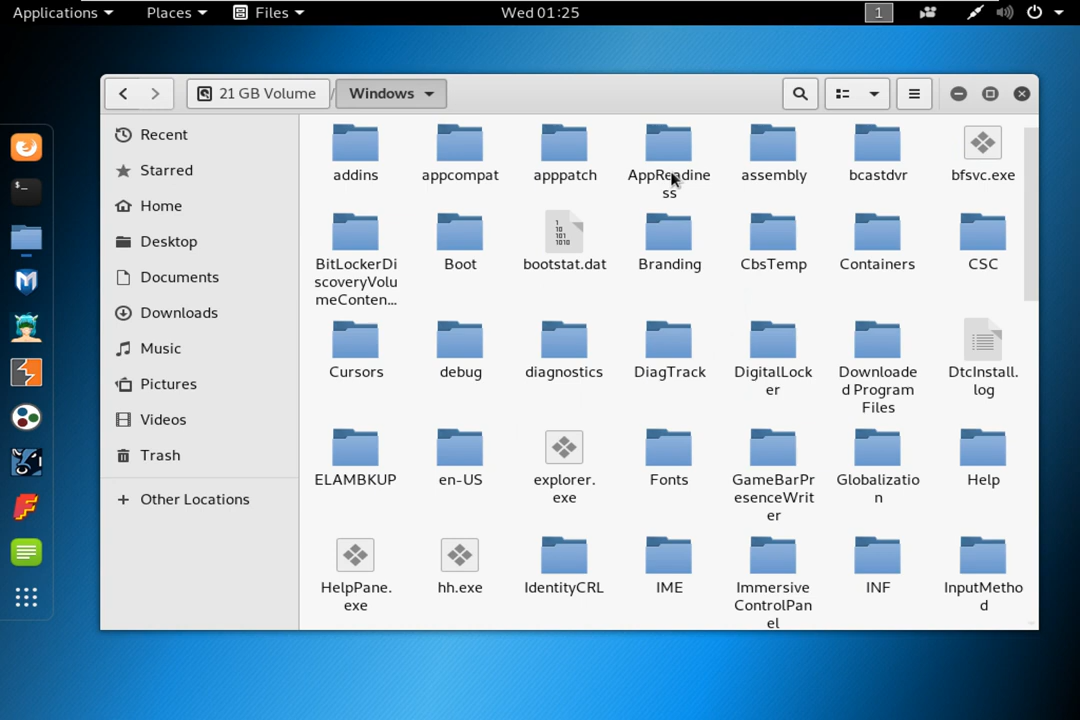 Applications Places Files Wed 01:25 1
21 GB Volume / Windows
Recent
Starred
Home
Desktop
Documents
Downloads
Music
Pictures
Videos
Trash
+ Other Locations
addins appcompat apppatch AppReadine assembly bcastdvr bfsvc.exe
ss
BitLockerDi Boot bootstat.dat Branding CbsTemp Containers CSC
scoveryVolu
meConten...
Cursors debug diagnostics DiagTrack DigitalLock Downloade DtcInstall.
er d Program log
Files
ELAMBKUP en-US explorer. Fonts GameBarPr Globalizatio Help
exe esenceWrit n
er
HelpPane. hh.exe IdentityCRL IME Immersive INF InputMetho
exe ControlPan d
el